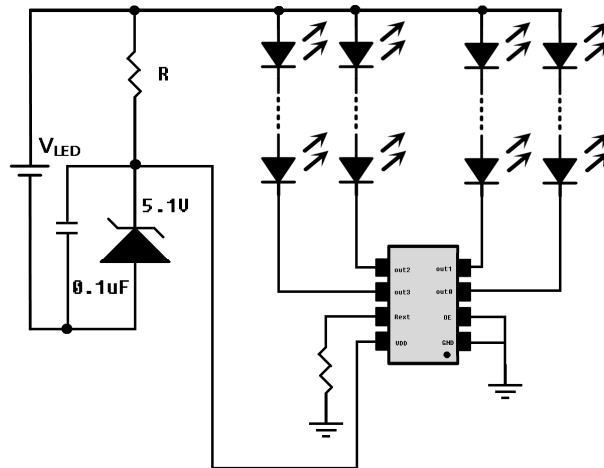 R
VLED
5.1V
0.1uF
out2
out1
out3
out0
Rext
OE
VDD
GND